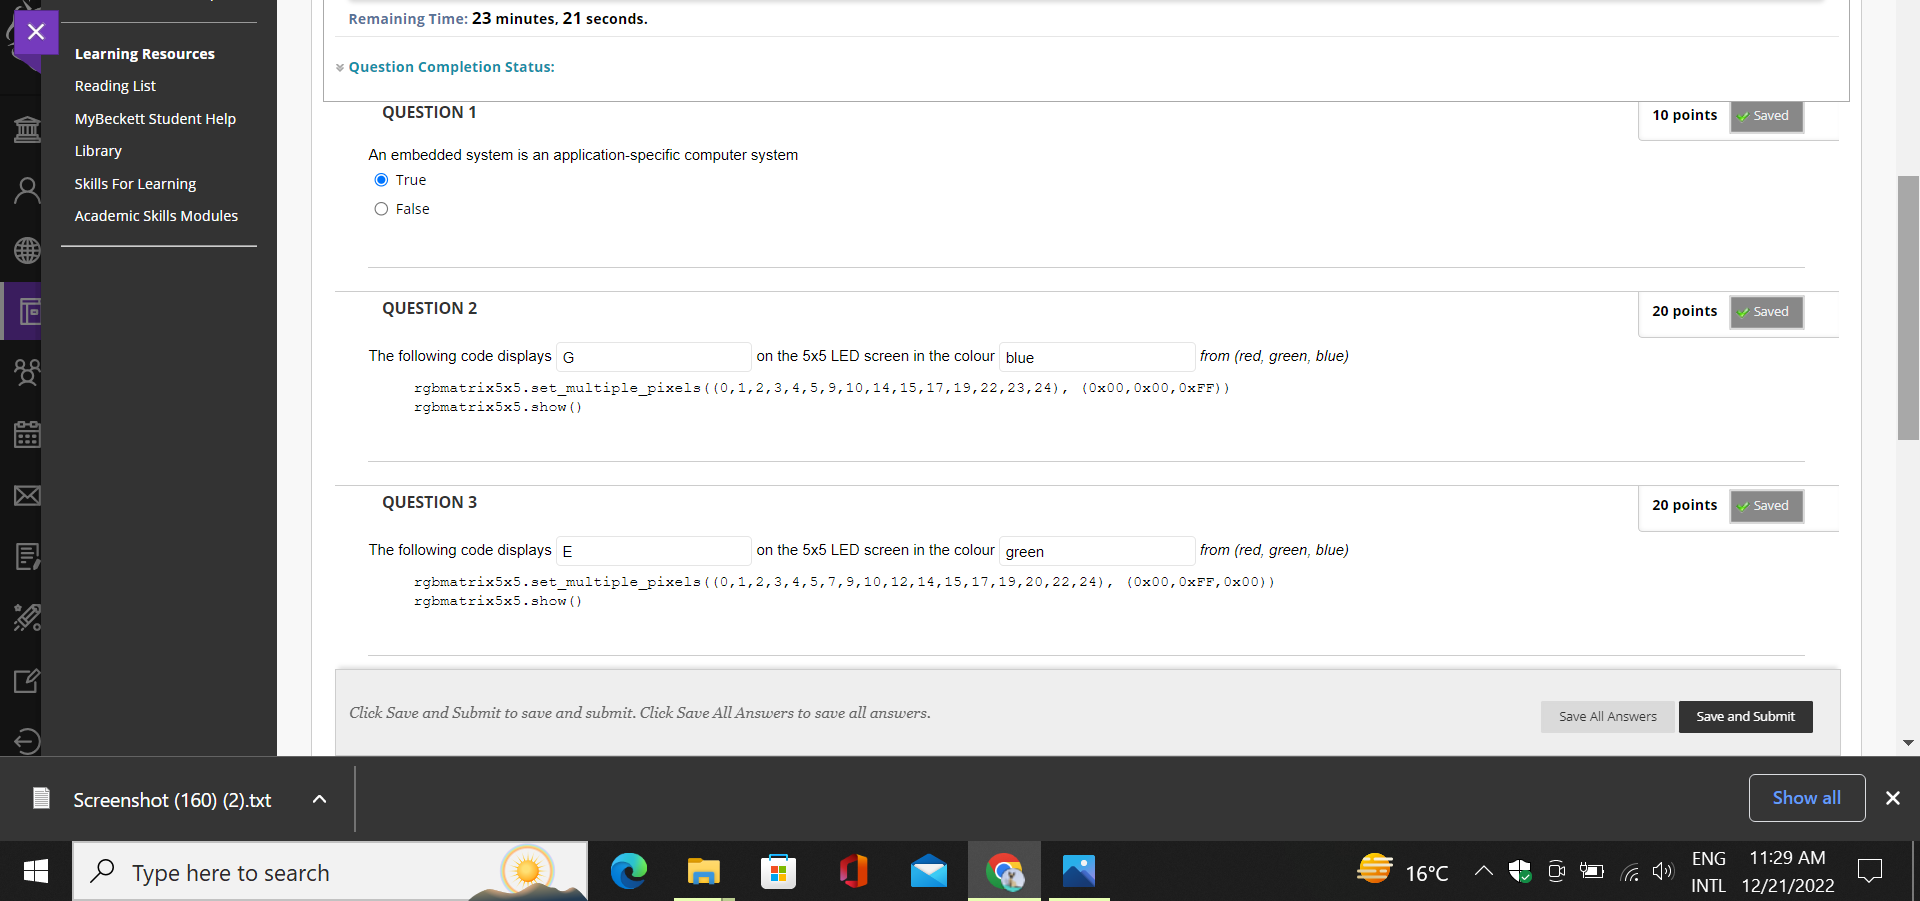 Remaining Time: 23 minutes, 21 seconds.
Question Completion Status:
Learning Resources
Reading List
MyBeckett Student Help
Library
Skills For Learning
Academic Skills Modules
QUESTION 1
10 points
Saved
An embedded system is an application-specific computer system
True
False
QUESTION 2
20 points
Saved
The following code displays G on the 5x5 LED screen in the colour blue from (red, green, blue)
rgbmatrix5x5.set_multiple_pixels((0,1,2,3,4,5,9,10,14,15,17,19,22,23,24), (0x00,0x00,0xFF))
rgbmatrix5x5.show()
QUESTION 3
20 points
Saved
The following code displays E on the 5x5 LED screen in the colour green from (red, green, blue)
rgbmatrix5x5.set_multiple_pixels((0,1,2,3,4,5,7,9,10,12,14,15,17,19,20,22,24), (0x00,0xFF,0x00))
rgbmatrix5x5.show()
Click Save and Submit to save and submit. Click Save All Answers to save all answers.
Save All Answers
Save and Submit
Screenshot (160) (2).txt
Show all
Type here to search
16°C
ENG
INTL
11:29 AM
12/21/2022